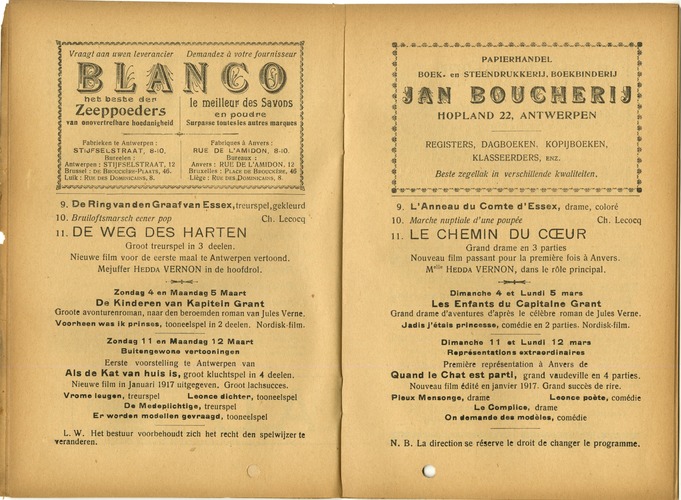 Vraagt aan uwen leverancier Demandez à votre fournisseur
BLANCO
het beste der
Zeeppoeders
van onovertrefbare hoedanigheid
le meilleur des Savons
en poudre
Surpasse toutes les autres marques
Fabrieken te Antwerpen :
STIJFSELSTRAAT, 8-10.
Bureelen :
Antwerpen : STIJFSELSTRAAT, 12
Brussel : DE BROUCKÈRE-PLAATS, 46.
Luik : RUE DES DOMINICAINS, 8.
Fabriques à Anvers :
RUE DE L'AMIDON, 8-10.
Bureaux :
Anvers : RUE DE L'AMIDON, 12.
Bruxelles : PLACE DE BROUCKÈRE, 46
Liége : RUE DES DOMINICAINS, 8.
9. De Ring van den Graaf van Essex, treurspel, gekleurd
10. Bruiloftsmarsch eener pop Ch. Lecocq
11. DE WEG DES HARTEN
Groot treurspel in 3 deelen.
Nieuwe film voor de eerste maal te Antwerpen vertoond.
Mejuffer HEDDA VERNON in de hoofdrol.
Zondag 4 en Maandag 5 Maart
De Kinderen van Kapitein Grant
Groote avonturenroman, naar den beroemden roman van Jules Verne.
Voorheen was ik prinses, tooneelspel in 2 deelen. Nordisk-film.
Zondag 11 en Maandag 12 Maart
Buitengewone vertooningen
Eerste voorstelling te Antwerpen van
Als de Kat van huis is, groot kluchtspel in 4 deelen.
Nieuwe film in Januari 1917 uitgegeven. Groot lachsucces.
Vrome leugen, treurspel Leonce dichter, tooneelspel
De Medeplichtige, treurspel
Er worden modellen gevraagd, tooneelspel
L. W. Het bestuur voorbehoudt zich het recht den spelwijzer te
veranderen.
PAPIERHANDEL
BOEK- en STEENDRUKKERIJ, BOEKBINDERIJ
JAN BOUCHERIJ
HOPLAND 22, ANTWERPEN
REGISTERS, DAGBOEKEN, KOPIJBOEKEN,
KLASSEERDERS, ENZ.
Beste zegellak in verschillende kwaliteiten.
9. L'Anneau du Comte d'Essex, drame, coloré
10. Marche nuptiale d'une poupée Ch. Lecocq
11. LE CHEMIN DU CŒUR
Grand drame en 3 parties
Nouveau film passant pour la première fois à Anvers.
Mlle HEDDA VERNON, dans le rôle principal.
Dimanche 4 et Lundi 5 mars
Les Enfants du Capitaine Grant
Grand drame d'aventures d'après le célèbre roman de Jules Verne.
Jadis j'étais princesse, comédie en 2 parties. Nordisk-film.
Dimanche 11 et Lundi 12 mars
Représentations extraordinaires
Première représentation à Anvers de
Quand le Chat est parti, grand vaudeville en 4 parties.
Nouveau film édité en janvier 1917. Grand succès de rire.
Pieux Mensonge, drame Leonce poète, comédie
Le Complice, drame
On demande des modèles, comédie
N. B. La direction se réserve le droit de changer le programme.